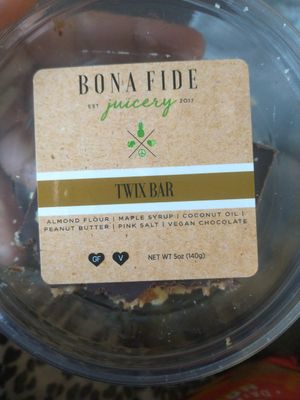 BONA FIDE
EST juicery 2017
TWIX BAR
ALMOND FLOUR | MAPLE SYRUP | COCONUT OIL |
PEANUT BUTTER | PINK SALT | VEGAN CHOCOLATE
GF V
NET WT 5oz (140g)